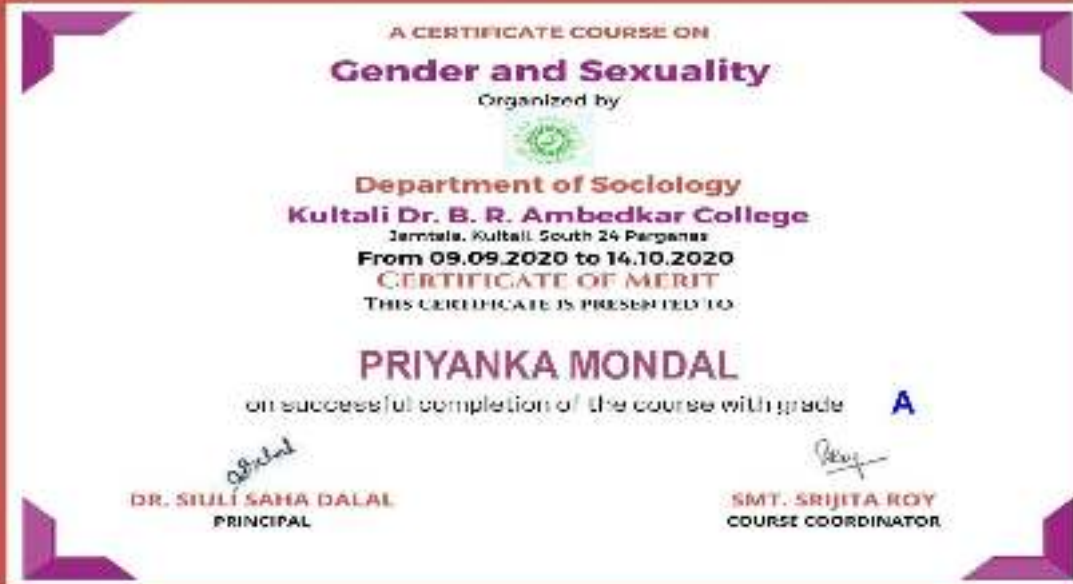 A CERTIFICATE COURSE ON
Gender and Sexuality
Organized by
Department of Sociology
Kultali Dr. B. R. Ambedkar College
Jamtala, Kultali, South 24 Parganas
From 09.09.2020 to 14.10.2020
CERTIFICATE OF MERIT
THIS CERTIFICATE IS PRESENTED TO
PRIYANKA MONDAL
on successful completion of the course with grade A
DR. SIULI SAHA DALAL
PRINCIPAL
SMT. SRIJITA ROY
COURSE COORDINATOR